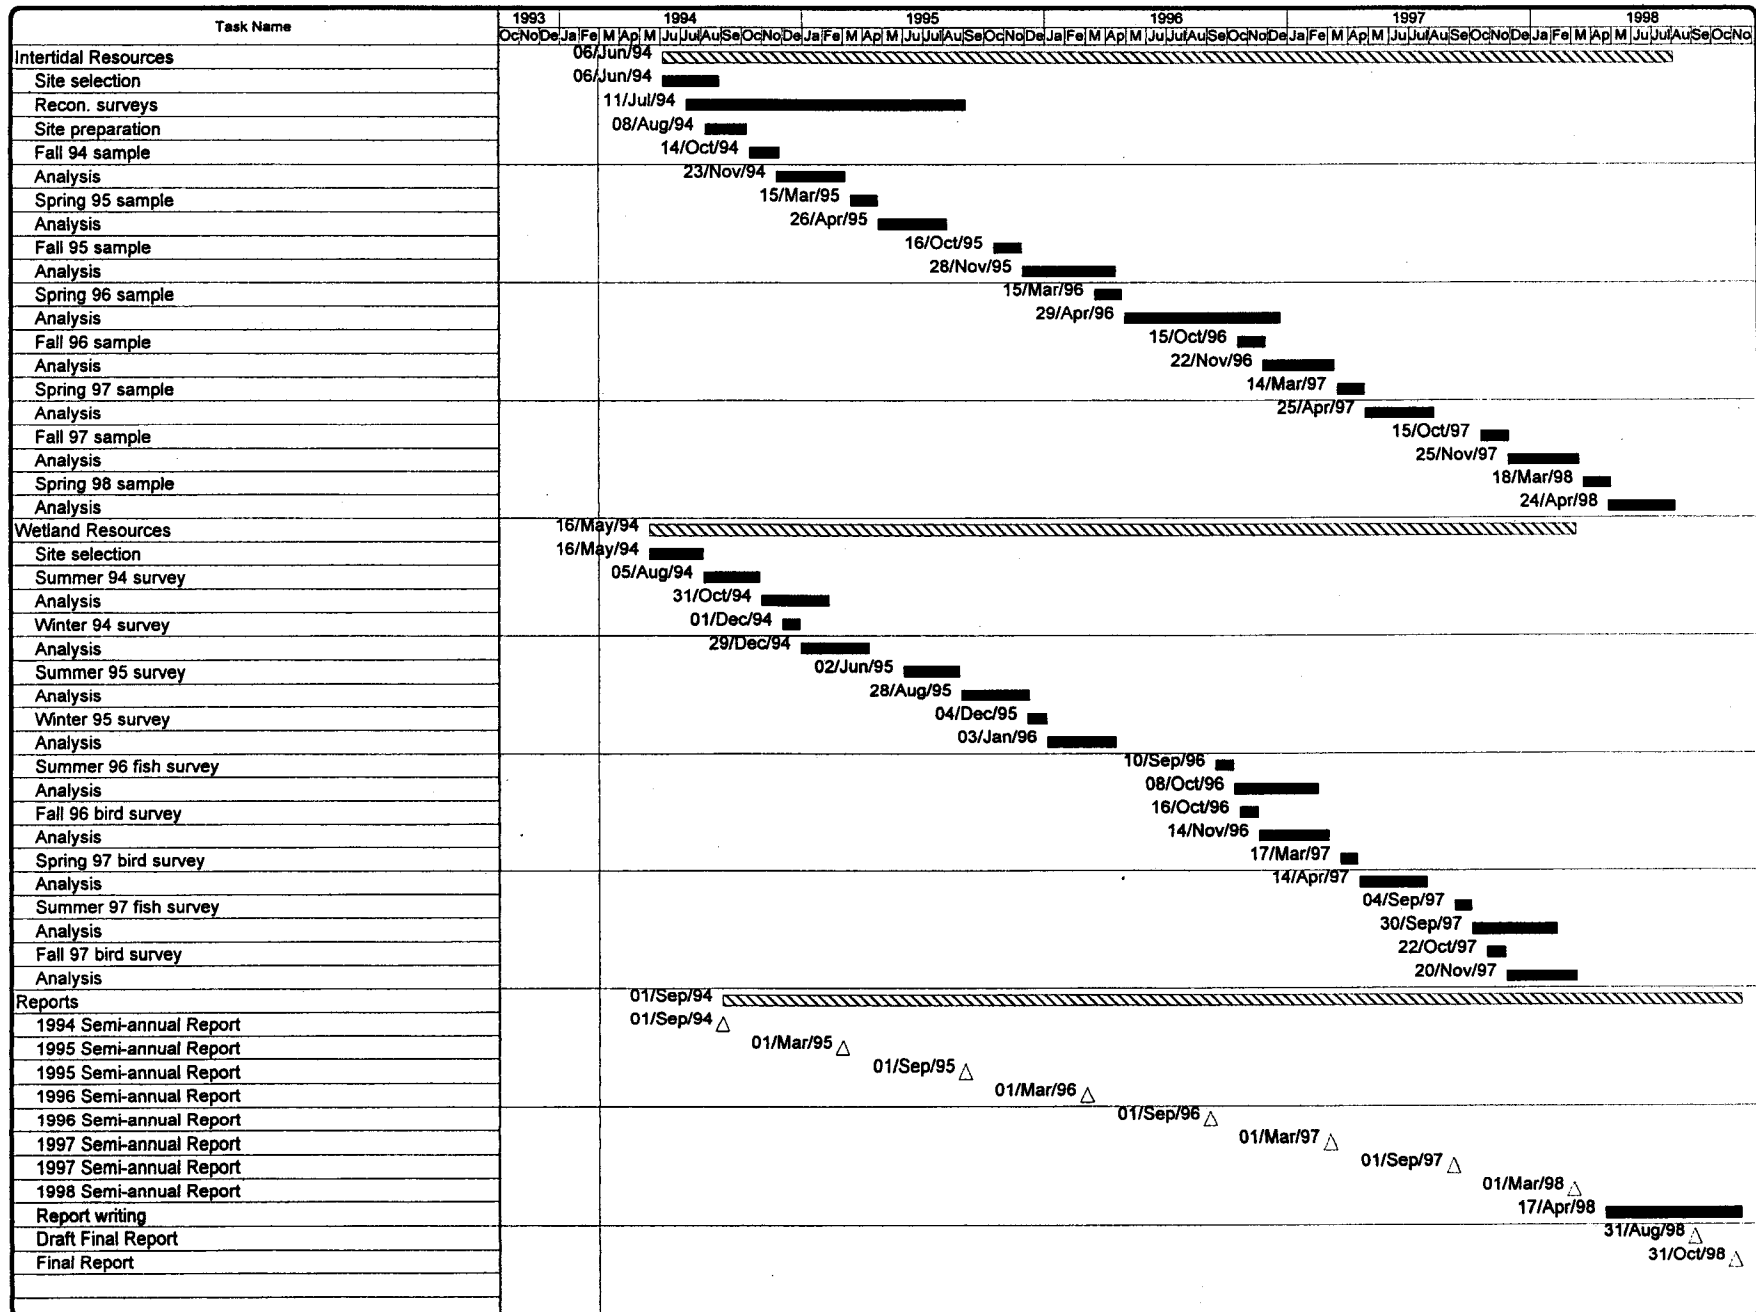 Task Name
1993 1994 1995 1996 1997 1998
Oc No De Ja Fe M Ap M Ju Jul Au Se Oc No De Ja Fe M Ap M Ju Jul Au Se Oc No De Ja Fe M Ap M Ju Jul Au Se Oc No De Ja Fe M Ap M Ju Jul Au Se Oc No De Ja Fe M Ap M Ju Jul Au Se Oc No
Intertidal Resources 06/Jun/94
Site selection 06/Jun/94
Recon. surveys 11/Jul/94
Site preparation 08/Aug/94
Fall 94 sample 14/Oct/94
Analysis 23/Nov/94
Spring 95 sample 15/Mar/95
Analysis 26/Apr/95
Fall 95 sample 16/Oct/95
Analysis 28/Nov/95
Spring 96 sample 15/Mar/96
Analysis 29/Apr/96
Fall 96 sample 15/Oct/96
Analysis 22/Nov/96
Spring 97 sample 14/Mar/97
Analysis 25/Apr/97
Fall 97 sample 15/Oct/97
Analysis 25/Nov/97
Spring 98 sample 18/Mar/98
Analysis 24/Apr/98
Wetland Resources 16/May/94
Site selection 16/May/94
Summer 94 survey 05/Aug/94
Analysis 31/Oct/94
Winter 94 survey 01/Dec/94
Analysis 29/Dec/94
Summer 95 survey 02/Jun/95
Analysis 28/Aug/95
Winter 95 survey 04/Dec/95
Analysis 03/Jan/96
Summer 96 fish survey 10/Sep/96
Analysis 08/Oct/96
Fall 96 bird survey 16/Oct/96
Analysis 14/Nov/96
Spring 97 bird survey 17/Mar/97
Analysis 14/Apr/97
Summer 97 fish survey 04/Sep/97
Analysis 30/Sep/97
Fall 97 bird survey 22/Oct/97
Analysis 20/Nov/97
Reports 01/Sep/94
1994 Semi-annual Report 01/Sep/94
1995 Semi-annual Report 01/Mar/95
1995 Semi-annual Report 01/Sep/95
1996 Semi-annual Report 01/Mar/96
1996 Semi-annual Report 01/Sep/96
1997 Semi-annual Report 01/Mar/97
1997 Semi-annual Report 01/Sep/97
1998 Semi-annual Report 01/Mar/98
Report writing 17/Apr/98
Draft Final Report 31/Aug/98
Final Report 31/Oct/98